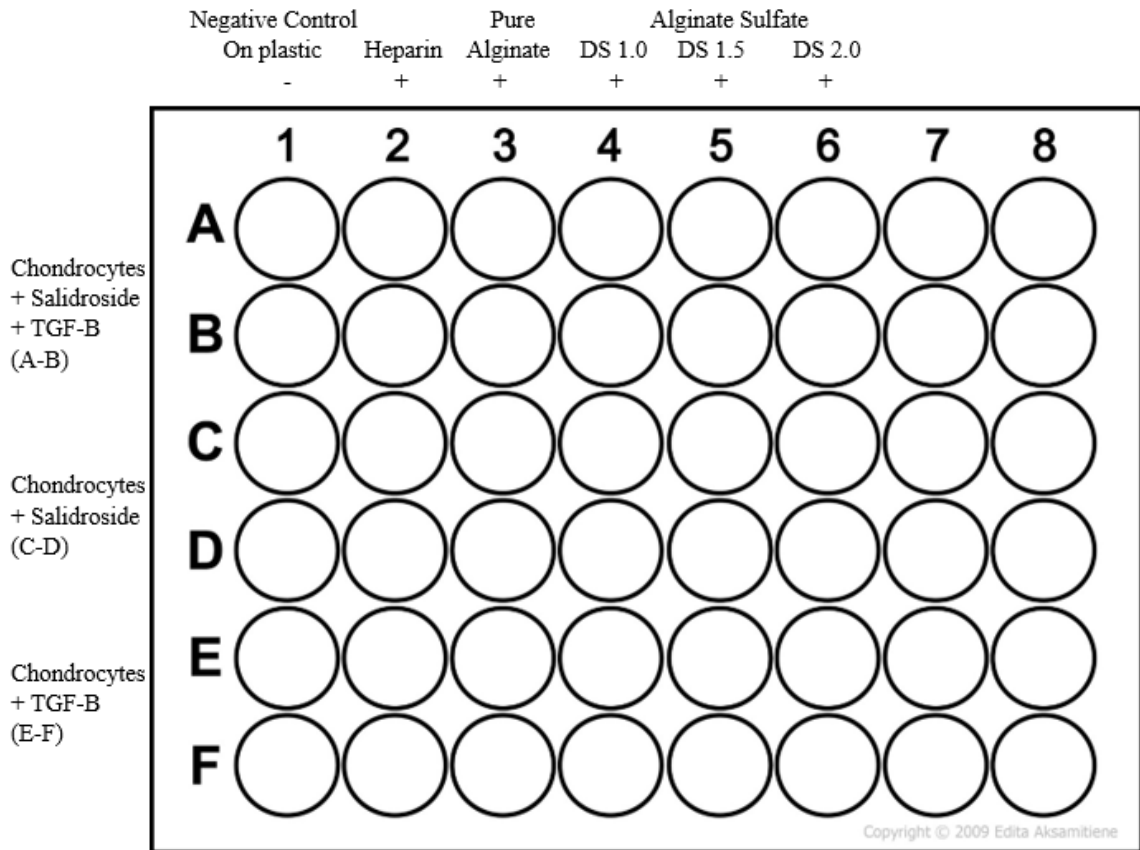 Negative Control Pure Alginate Sulfate
On plastic Heparin Alginate DS 1.0 DS 1.5 DS 2.0
- + + + + +
1 2 3 4 5 6 7 8
A
Chondrocytes
+ Salidroside
+ TGF-B
(A-B)
B
C
Chondrocytes
+ Salidroside
(C-D)
D
E
Chondrocytes
+ TGF-B
(E-F)
F
Copyright © 2009 Edita Aksamitiene